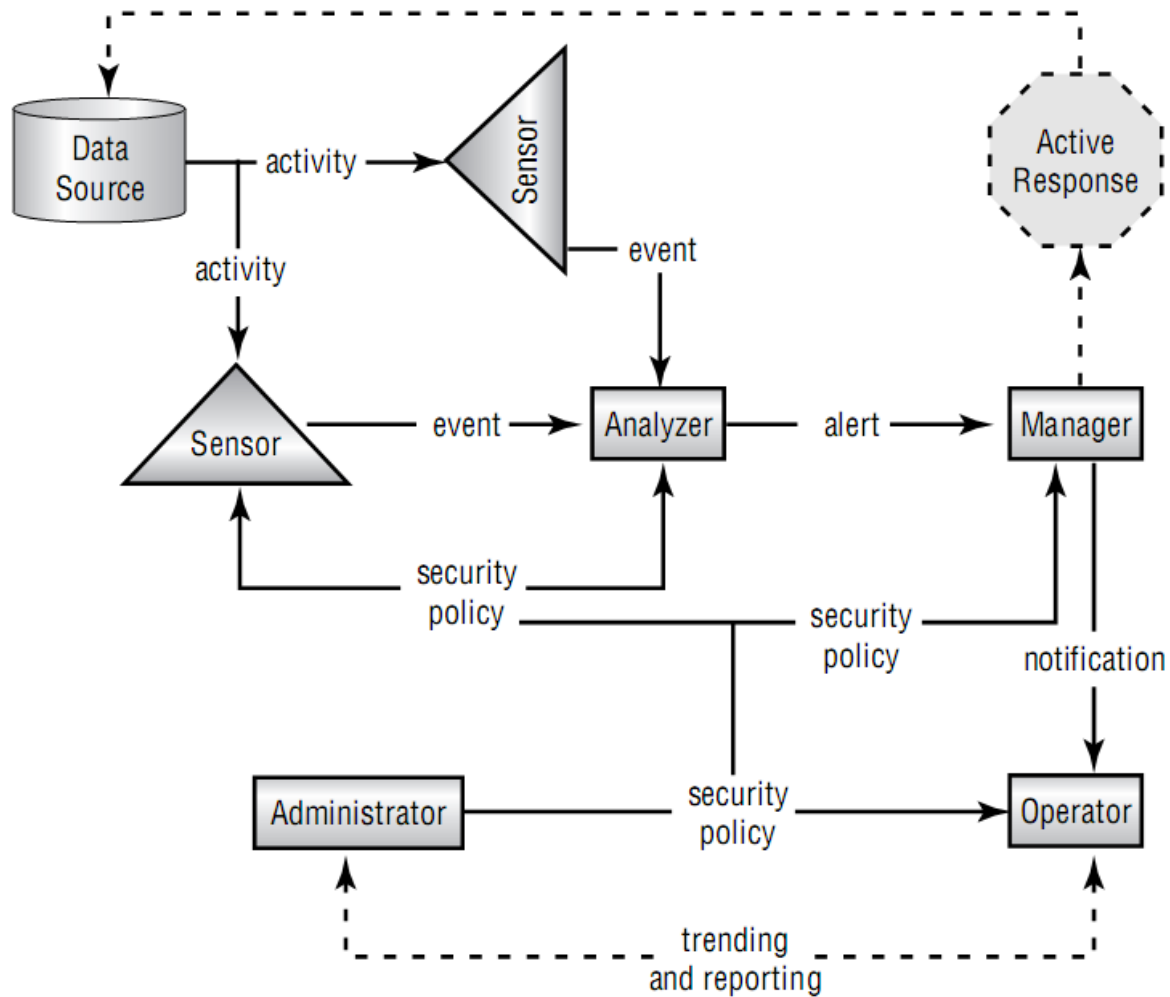 Data
Source
activity
Sensor
Active
Response
event
activity
Sensor
event
Analyzer
alert
Manager
security
policy
security
policy
notification
Administrator
security
policy
Operator
trending
and reporting